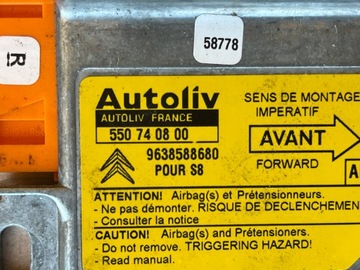 R
58778
Autoliv
AUTOLIV FRANCE
550 74 08 00
9638588680
POUR S8
SENS DE MONTAGE
IMPERATIF
AVANT
FORWARD
A
ATTENTION! Airbag(s) et Prétensionneurs.
- Ne pas démonter. RISQUE DE DECLENCHEMEN
- Consulter la notice
CAUTION! Airbag(s) and Pretensioners.
- Do not remove. TRIGGERING HAZARD!
- Read manual.